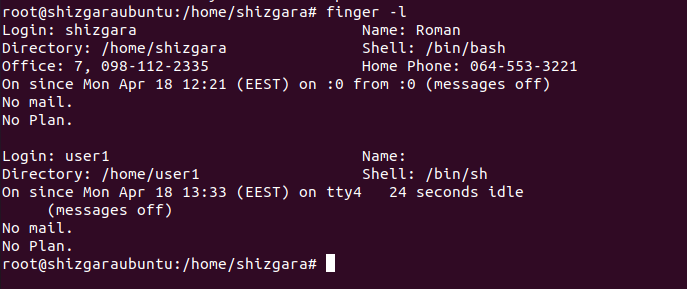 root@shizgaraubuntu:/home/shizgara# finger -l
Login: shizgara                         Name: Roman
Directory: /home/shizgara               Shell: /bin/bash
Office: 7, 098-112-2335                 Home Phone: 064-553-3221
On since Mon Apr 18 12:21 (EEST) on :0 from :0 (messages off)
No mail.
No Plan.

Login: user1                            Name:
Directory: /home/user1                  Shell: /bin/sh
On since Mon Apr 18 13:33 (EEST) on tty4   24 seconds idle
     (messages off)
No mail.
No Plan.
root@shizgaraubuntu:/home/shizgara#